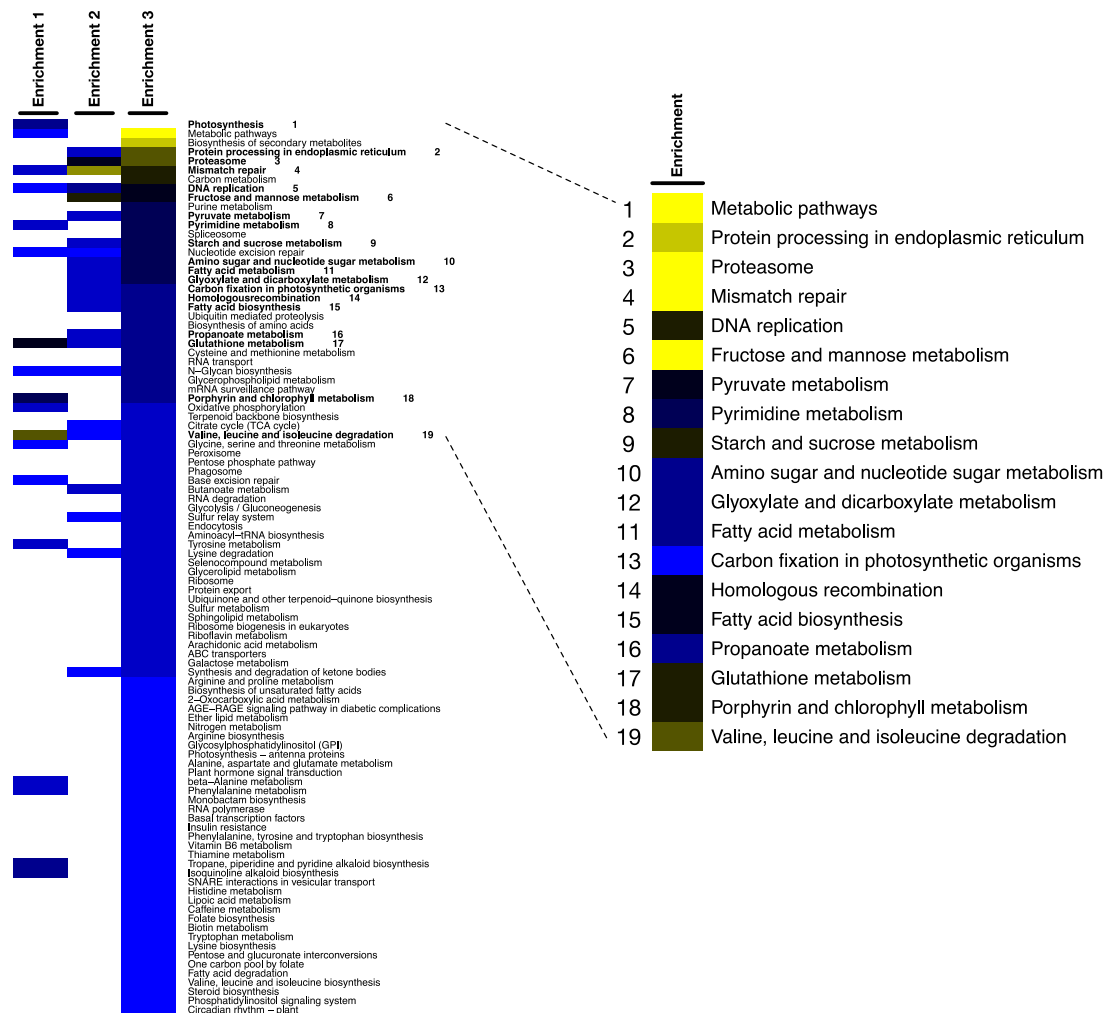 Enrichment 1
Enrichment 2
Enrichment 3
Photosynthesis 1
Metabolic pathways
Biosynthesis of secondary metabolites
Protein processing in endoplasmic reticulum 2
Proteasome 3
Mismatch repair 4
Carbon metabolism
DNA replication 5
Fructose and mannose metabolism 6
Purine metabolism
Pyruvate metabolism 7
Pyrimidine metabolism 8
Spliceosome
Starch and sucrose metabolism 9
Nucleotide excision repair
Amino sugar and nucleotide sugar metabolism 10
Fatty acid metabolism 11
Glyoxylate and dicarboxylate metabolism 12
Carbon fixation in photosynthetic organisms 13
Homologousrecombination 14
Fatty acid biosynthesis 15
Ubiquitin mediated proteolysis
Biosynthesis of amino acids
Propanoate metabolism 16
Glutathione metabolism 17
Cysteine and methionine metabolism
RNA transport
N−Glycan biosynthesis
Glycerophospholipid metabolism
mRNA surveillance pathway
Porphyrin and chlorophyll metabolism 18
Oxidative phosphorylation
Terpenoid backbone biosynthesis
Citrate cycle (TCA cycle)
Valine, leucine and isoleucine degradation 19
Glycine, serine and threonine metabolism
Peroxisome
Pentose phosphate pathway
Phagosome
Base excision repair
Butanoate metabolism
RNA degradation
Glycolysis / Gluconeogenesis
Sulfur relay system
Endocytosis
Aminoacyl−tRNA biosynthesis
Tyrosine metabolism
Lysine degradation
Selenocompound metabolism
Glycerolipid metabolism
Ribosome
Protein export
Ubiquinone and other terpenoid−quinone biosynthesis
Sulfur metabolism
Sphingolipid metabolism
Ribosome biogenesis in eukaryotes
Riboflavin metabolism
Arachidonic acid metabolism
ABC transporters
Galactose metabolism
Synthesis and degradation of ketone bodies
Arginine and proline metabolism
Biosynthesis of unsaturated fatty acids
2−Oxocarboxylic acid metabolism
AGE−RAGE signaling pathway in diabetic complications
Ether lipid metabolism
Nitrogen metabolism
Arginine biosynthesis
Glycosylphosphatidylinositol (GPI)
Photosynthesis − antenna proteins
Alanine, aspartate and glutamate metabolism
Plant hormone signal transduction
beta−Alanine metabolism
Phenylalanine metabolism
Monobactam biosynthesis
RNA polymerase
Basal transcription factors
Insulin resistance
Phenylalanine, tyrosine and tryptophan biosynthesis
Vitamin B6 metabolism
Thiamine metabolism
Tropane, piperidine and pyridine alkaloid biosynthesis
Isoquinoline alkaloid biosynthesis
SNARE interactions in vesicular transport
Histidine metabolism
Lipoic acid metabolism
Caffeine metabolism
Folate biosynthesis
Biotin metabolism
Tryptophan metabolism
Lysine biosynthesis
Pentose and glucuronate interconversions
One carbon pool by folate
Fatty acid degradation
Valine, leucine and isoleucine biosynthesis
Steroid biosynthesis
Phosphatidylinositol signaling system
Circadian rhythm − plant
Enrichment
1 Metabolic pathways
2 Protein processing in endoplasmic reticulum
3 Proteasome
4 Mismatch repair
5 DNA replication
6 Fructose and mannose metabolism
7 Pyruvate metabolism
8 Pyrimidine metabolism
9 Starch and sucrose metabolism
10 Amino sugar and nucleotide sugar metabolism
12 Glyoxylate and dicarboxylate metabolism
11 Fatty acid metabolism
13 Carbon fixation in photosynthetic organisms
14 Homologous recombination
15 Fatty acid biosynthesis
16 Propanoate metabolism
17 Glutathione metabolism
18 Porphyrin and chlorophyll metabolism
19 Valine, leucine and isoleucine degradation